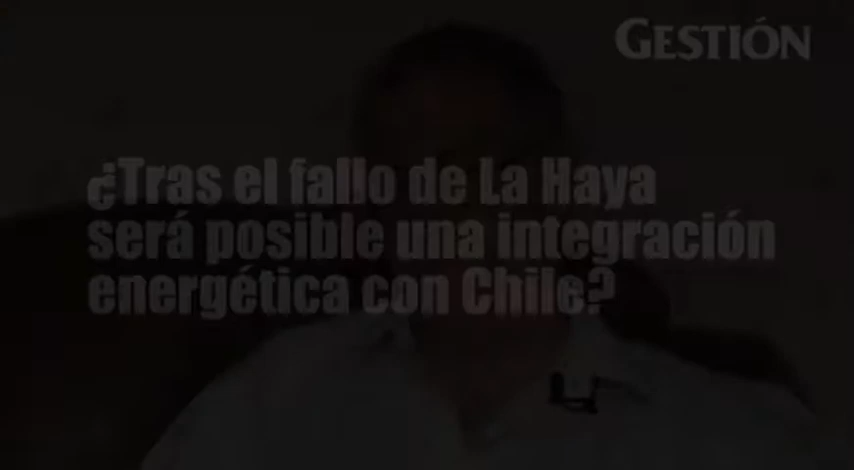 GESTIÓN
¿Tras el fallo de La Haya
será posible una integración
energética con Chile?